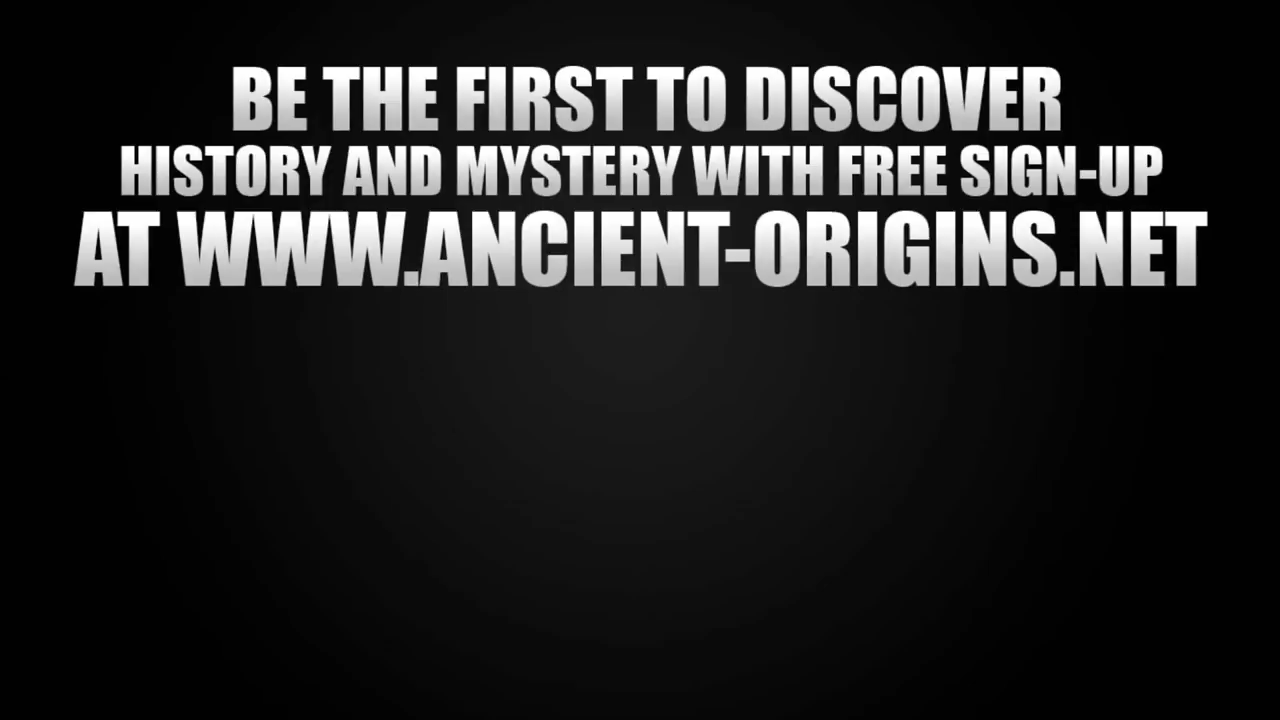 BE THE FIRST TO DISCOVER
HISTORY AND MYSTERY WITH FREE SIGN-UP
AT WWW.ANCIENT-ORIGINS.NET